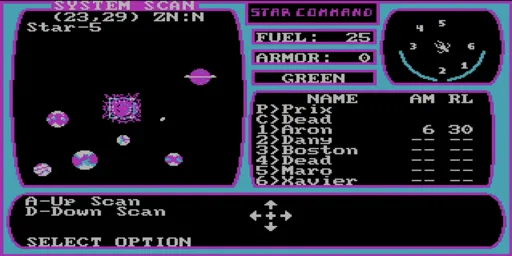 SYSTEM SCAN
(23,29) ZN:N
Star-5
STAR COMMAND
FUEL: 25
ARMOR: 0
GREEN
4 5
3 6
2 1
NAME AM RL
P>Prix
C>Dead
1>Aron 6 30
2>Dany -- --
3>Boston -- --
4>Dead -- --
5>Maro -- --
6>Xavier -- --
A-Up Scan
D-Down Scan
SELECT OPTION